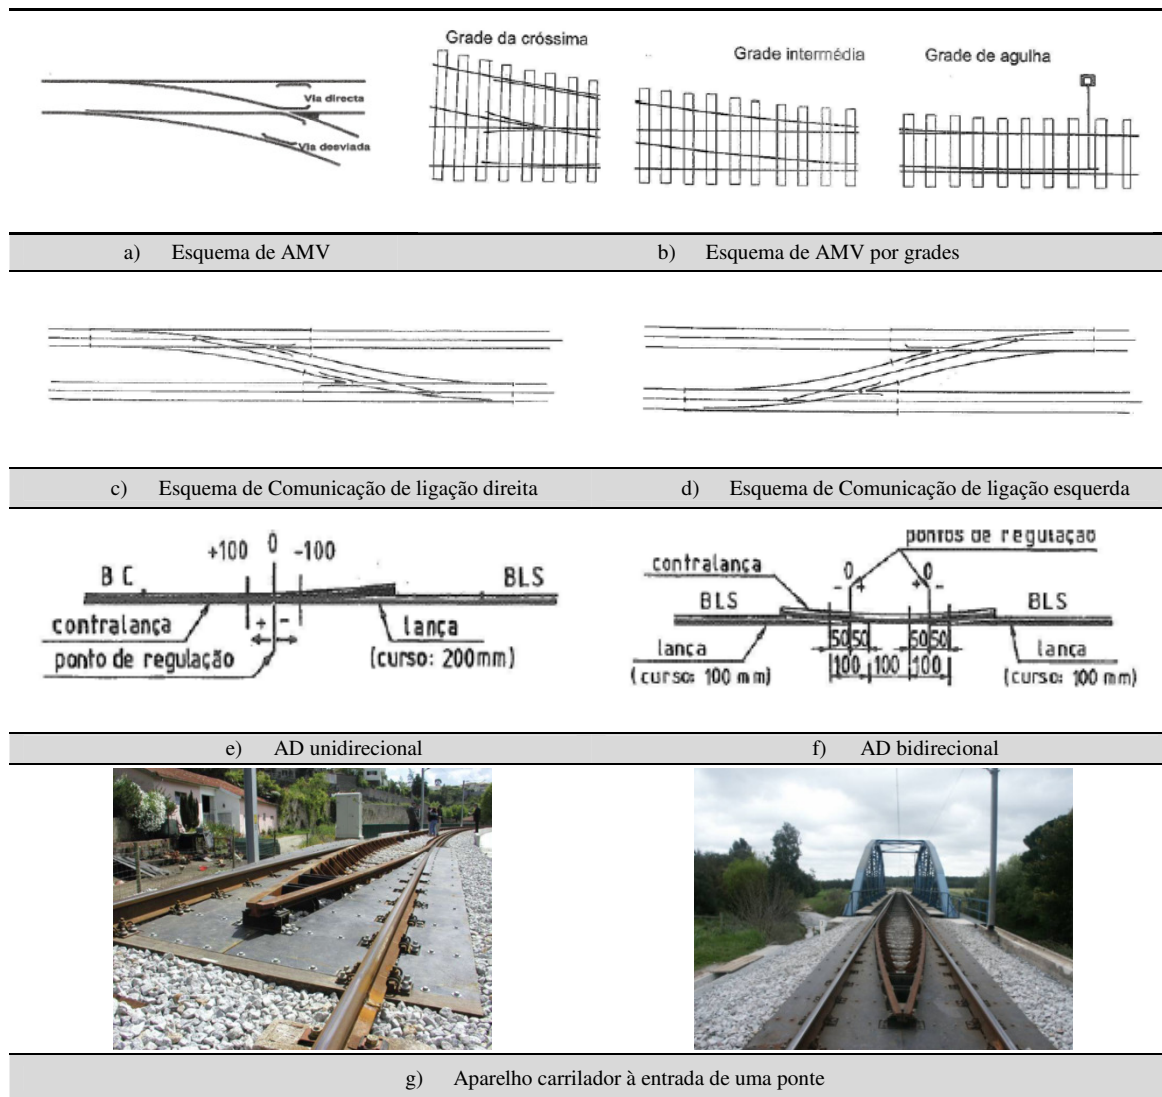 Via directa
Via desviada
Grade da cróssima
Grade intermédia
Grade de agulha
a) Esquema de AMV
b) Esquema de AMV por grades
c) Esquema de Comunicação de ligação direita
d) Esquema de Comunicação de ligação esquerda
+100 0 -100
BC
BLS
+ -
contralança
lança
ponto de regulação
(curso: 200mm)
pontos de regulação
contralança
0 0
- + + -
BLS
BLS
50 50 50 50
lança
lança
100 100 100
(curso: 100 mm)
(curso: 100 mm)
e) AD unidirecional
f) AD bidirecional
g) Aparelho carrilador à entrada de uma ponte